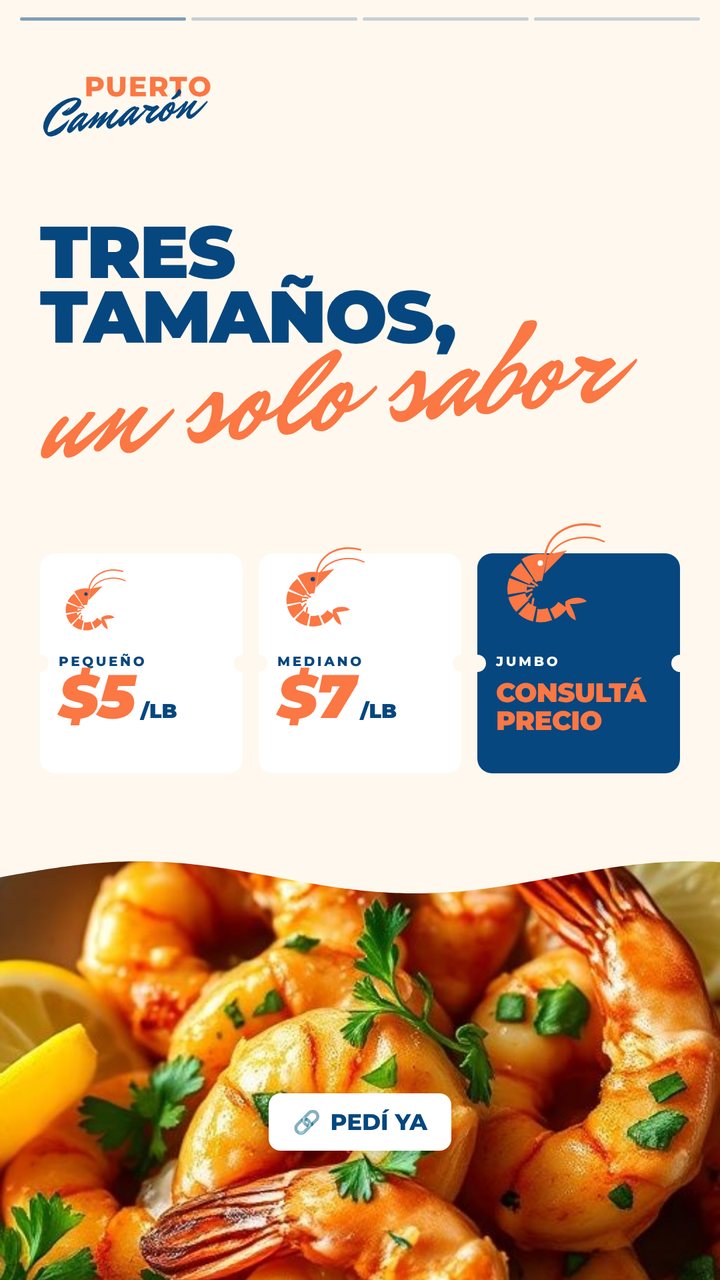 PUERTO
Camarón
TRES
TAMAÑOS,
un solo sabor
PEQUEÑO
$5 /LB
MEDIANO
$7 /LB
JUMBO
CONSULTÁ
PRECIO
PEDÍ YA